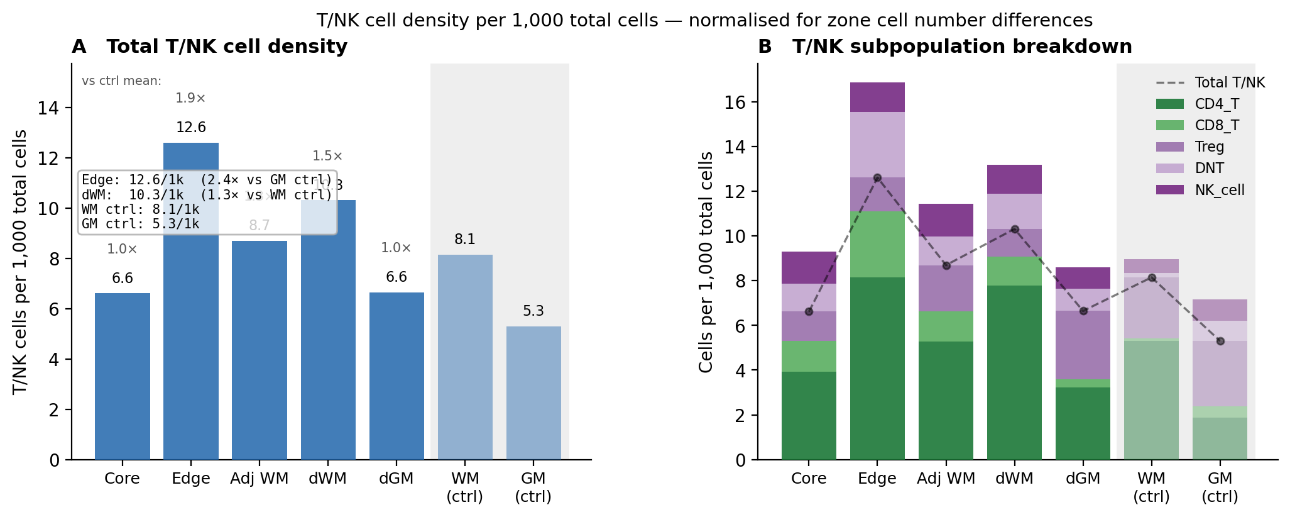 T/NK cell density per 1,000 total cells — normalised for zone cell number differences
A Total T/NK cell density
vs ctrl mean:
T/NK cells per 1,000 total cells
14
12
10
8
6
4
2
0
1.0×
6.6
1.9×
12.6
8.7
1.5×
1.0×
6.6
8.1
5.3
Edge: 12.6/1k (2.4× vs GM ctrl)
dWM: 10.3/1k (1.3× vs WM ctrl)
WM ctrl: 8.1/1k
GM ctrl: 5.3/1k
Core
Edge
Adj WM
dWM
dGM
WM
(ctrl)
GM
(ctrl)
B T/NK subpopulation breakdown
Cells per 1,000 total cells
16
14
12
10
8
6
4
2
0
Total T/NK
CD4_T
CD8_T
Treg
DNT
NK_cell
Core
Edge
Adj WM
dWM
dGM
WM
(ctrl)
GM
(ctrl)